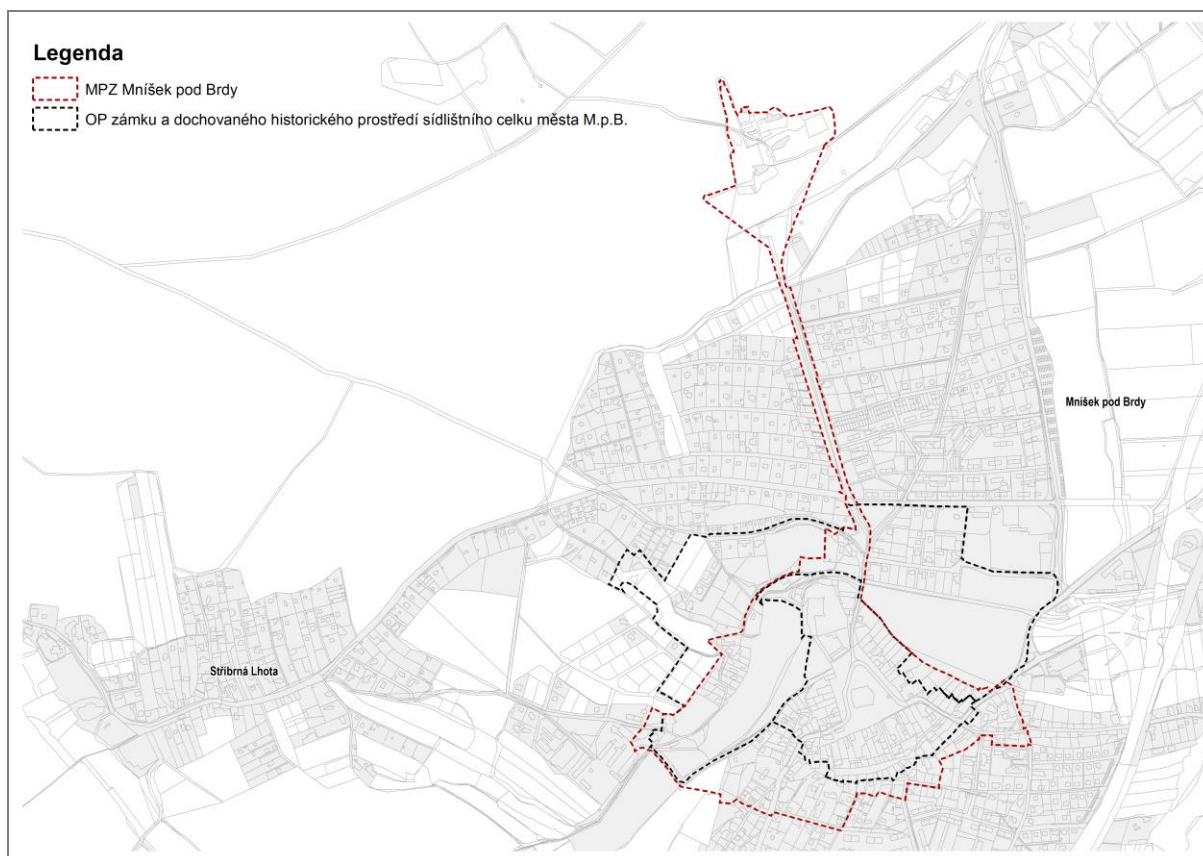 Legenda
MPZ Mníšek pod Brdy
OP zámku a dochovaného historického prostředí sídlištního celku města M.p.B.
Mníšek pod Brdy
Stříbrná Lhota